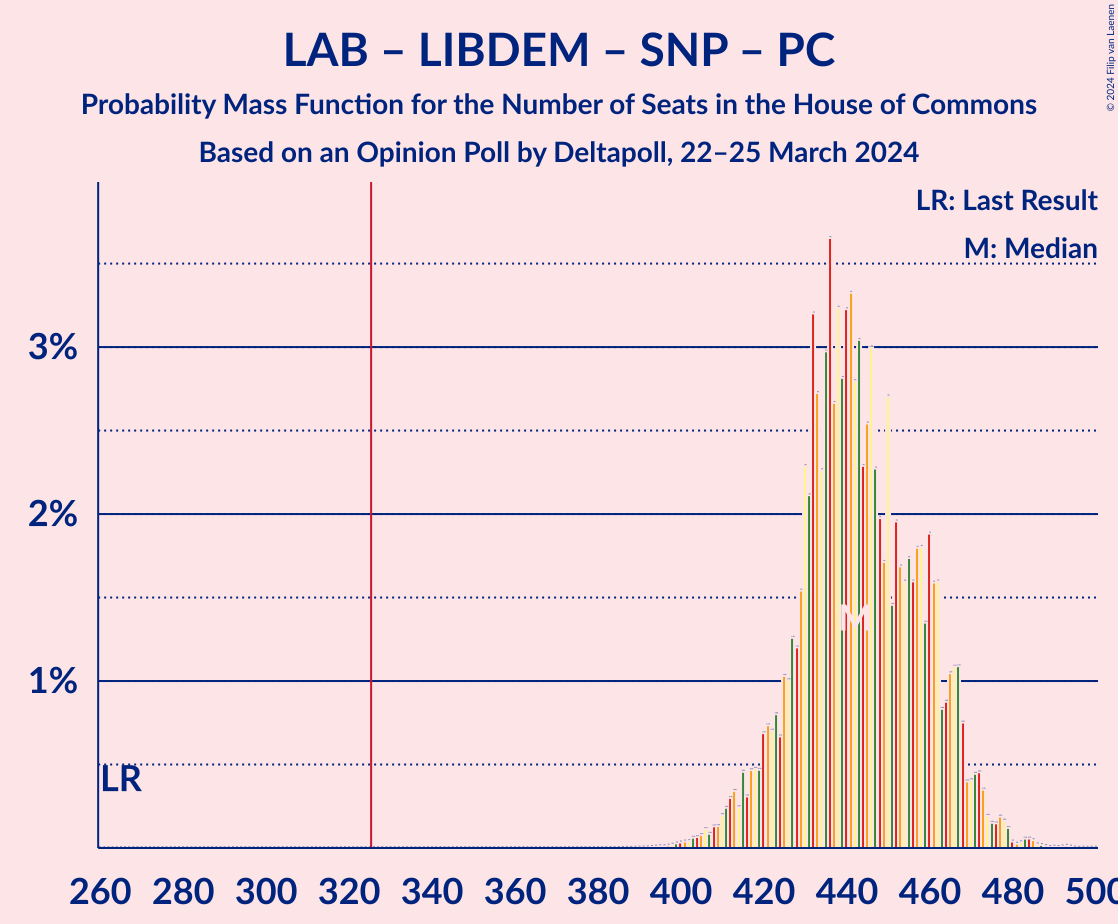 LAB – LIBDEM – SNP – PC
Probability Mass Function for the Number of Seats in the House of Commons
Based on an Opinion Poll by Deltapoll, 22–25 March 2024
© 2024 Filip van Laenen
LR: Last Result
M: Median
3%
2%
1%
M
LR
260 280 300 320 340 360 380 400 420 440 460 480 500